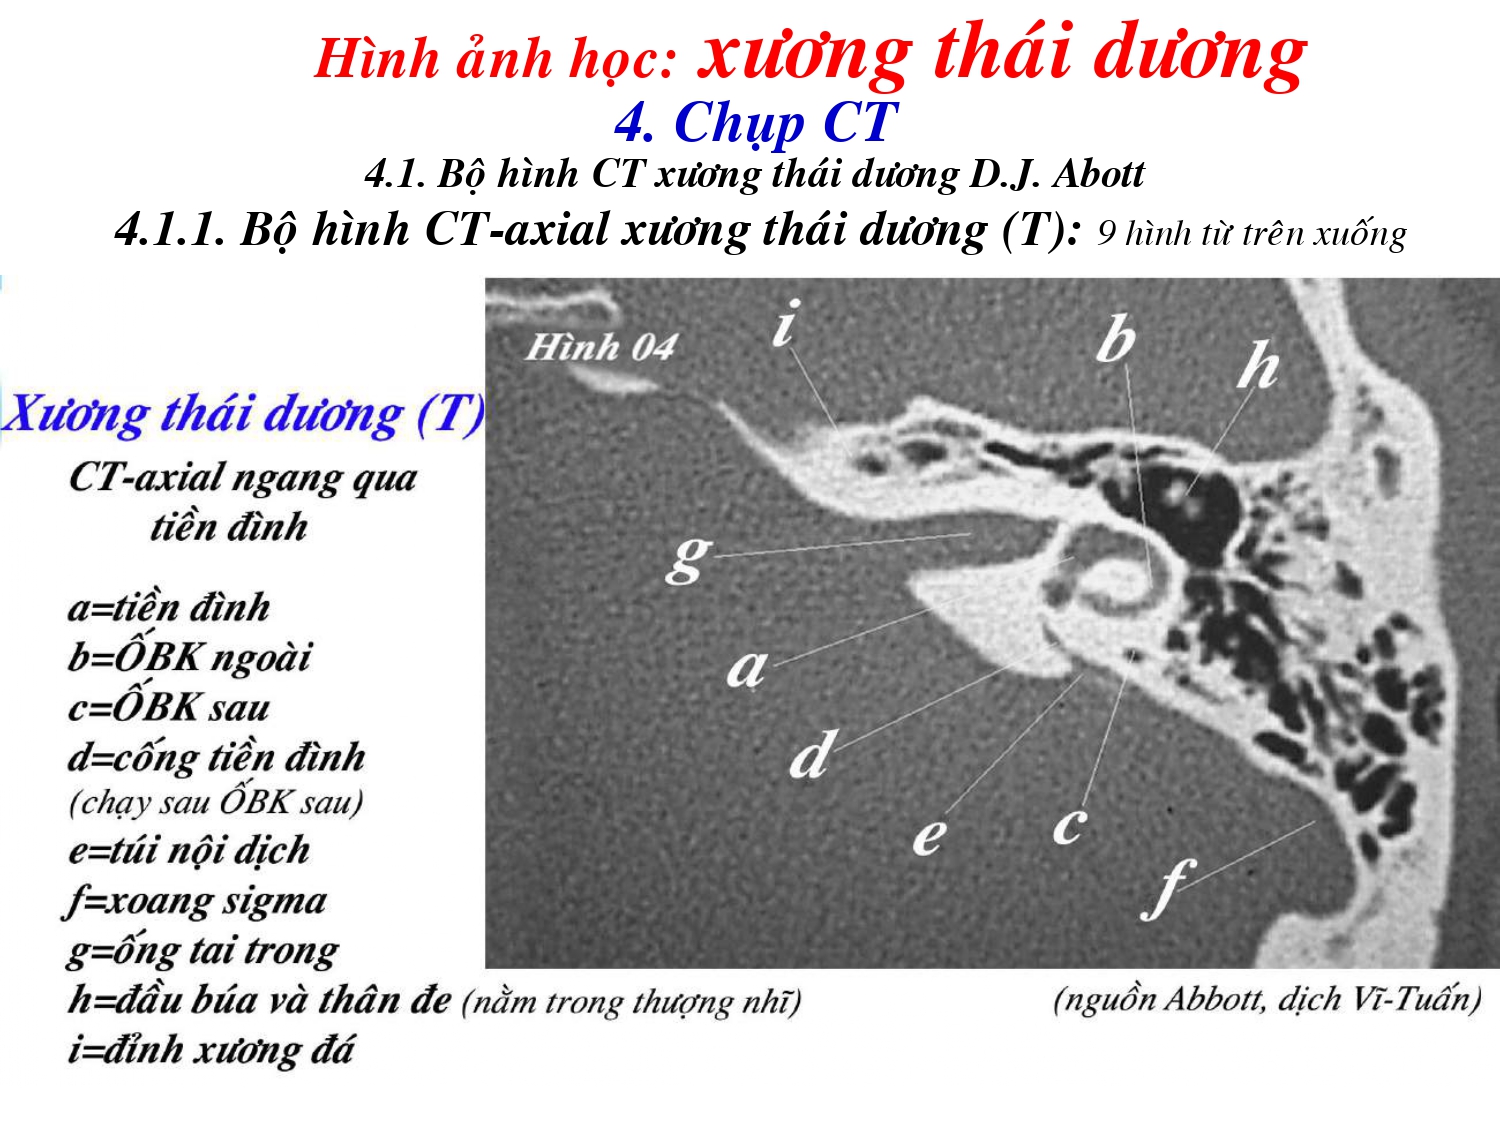 Hình ảnh học: xương thái dương
4. Chụp CT
4.1. Bộ hình CT xương thái dương D.J. Abott
4.1.1. Bộ hình CT-axial xương thái dương (T): 9 hình từ trên xuống
Hình 04
i
b
h
g
a
d
e
c
f
Xương thái dương (T)
CT-axial ngang qua
tiền đình
a=tiền đình
b=ỐBK ngoài
c=ỐBK sau
d=cống tiền đình
(chạy sau ỐBK sau)
e=túi nội dịch
f=xoang sigma
g=ống tai trong
h=đầu búa và thân đe (nằm trong thượng nhĩ)
i=đỉnh xương đá
(nguồn Abbott, dịch Vĩ-Tuấn)